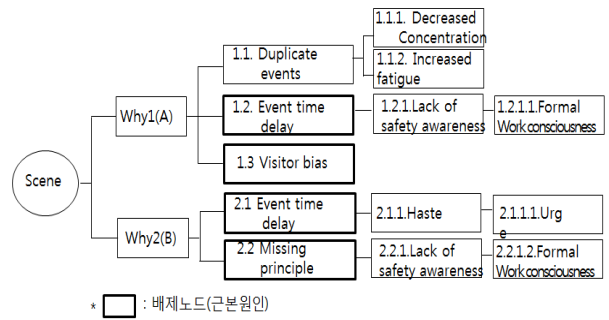 Scene
Why1(A)
1.1. Duplicate
events
1.1.1. Decreased
Concentration
1.1.2. Increased
fatigue
1.2. Event time
delay
1.2.1.Lack of
safety awareness
1.2.1.1.Formal
Work consciousness
1.3 Visitor bias
Why2(B)
2.1 Event time
delay
2.1.1.Haste
2.1.1.1.Urg
e
2.2 Missing
principle
2.2.1.Lack of
safety awareness
2.2.1.2.Formal
Work consciousness
* : 배제노드(근본원인)